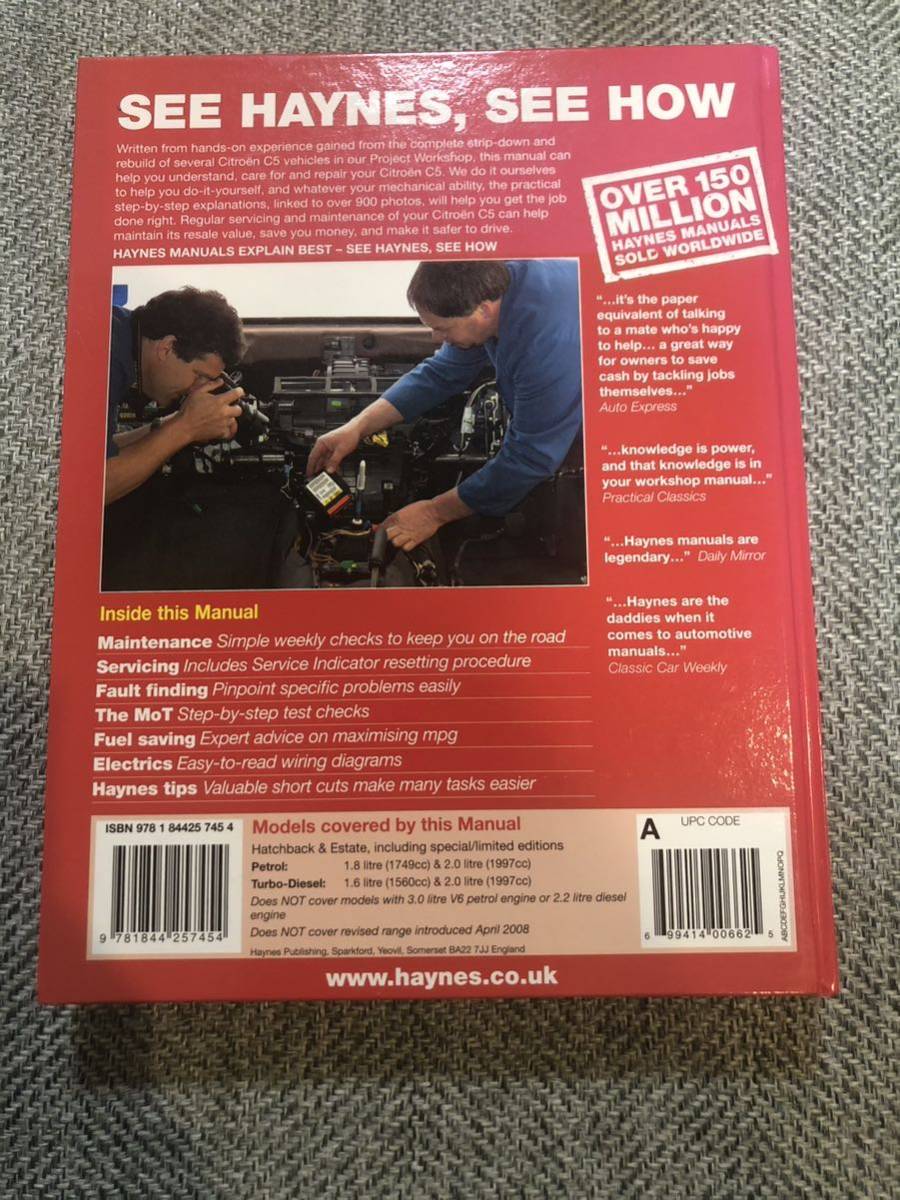 SEE HAYNES, SEE HOW
Written from hands-on experience gained from the complete strip-down and
rebuild of several Citroën C5 vehicles in our Project Workshop, this manual can
help you understand, care for and repair your Citroën C5. We do it ourselves
to help you do-it-yourself, and whatever your mechanical ability, the practical
step-by-step explanations, linked to over 900 photos, will help you get the job
done right. Regular servicing and maintenance of your Citroën C5 can help
maintain its resale value, save you money, and make it safer to drive.
HAYNES MANUALS EXPLAIN BEST – SEE HAYNES, SEE HOW
OVER 150
MILLION
HAYNES MANUALS
SOLD WORLDWIDE
“...it's the paper
equivalent of talking
to a mate who's happy
to help... a great way
for owners to save
cash by tackling jobs
themselves...”
Auto Express
“...knowledge is power,
and that knowledge is in
your workshop manual...”
Practical Classics
“...Haynes manuals are
legendary...” Daily Mirror
“...Haynes are the
daddies when it
comes to automotive
manuals...”
Classic Car Weekly
Inside this Manual
Maintenance Simple weekly checks to keep you on the road
Servicing Includes Service Indicator resetting procedure
Fault finding Pinpoint specific problems easily
The MoT Step-by-step test checks
Fuel saving Expert advice on maximising mpg
Electrics Easy-to-read wiring diagrams
Haynes tips Valuable short cuts make many tasks easier
ISBN 978 1 84425 745 4
9 781844 257454
Models covered by this Manual
Hatchback & Estate, including special/limited editions
Petrol: 1.8 litre (1749cc) & 2.0 litre (1997cc)
Turbo-Diesel: 1.6 litre (1560cc) & 2.0 litre (1997cc)
Does NOT cover models with 3.0 litre V6 petrol engine or 2.2 litre diesel
engine
Does NOT cover revised range introduced April 2008
Haynes Publishing, Sparkford, Yeovil, Somerset BA22 7JJ England
A UPC CODE
6 99414 00662 5
ABCDEFGHIJKLMNOPQ
www.haynes.co.uk